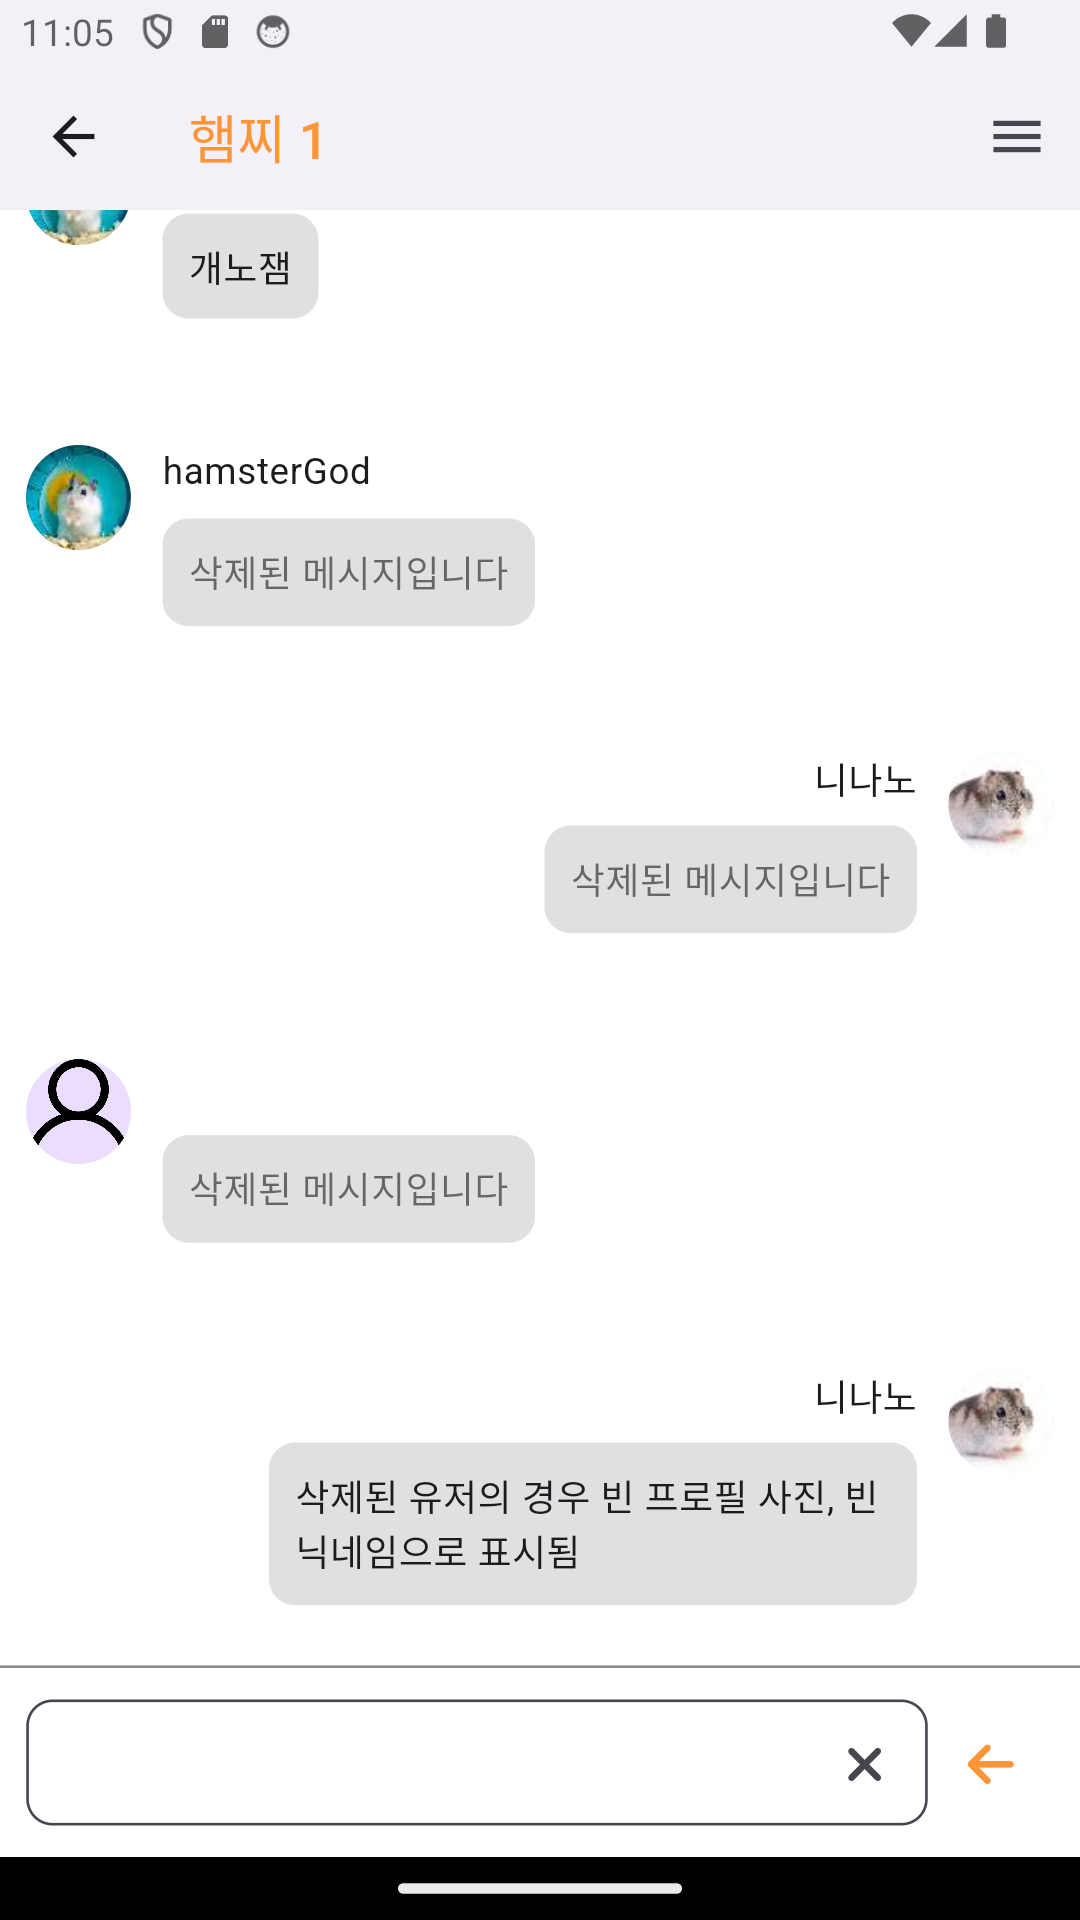 11:05
햄찌 1
개노잼
hamsterGod
삭제된 메시지입니다
니나노
삭제된 메시지입니다
삭제된 메시지입니다
니나노
삭제된 유저의 경우 빈 프로필 사진, 빈
닉네임으로 표시됨